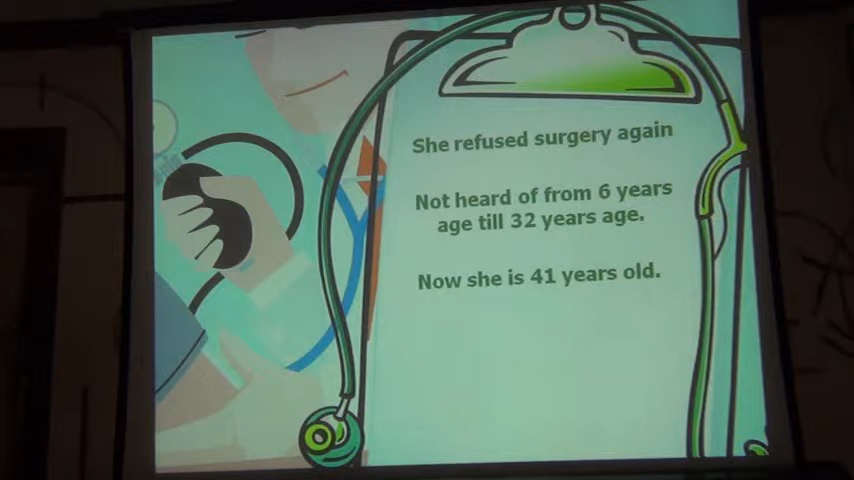 She refused surgery again
Not heard of from 6 years
age till 32 years age.
Now she is 41 years old.